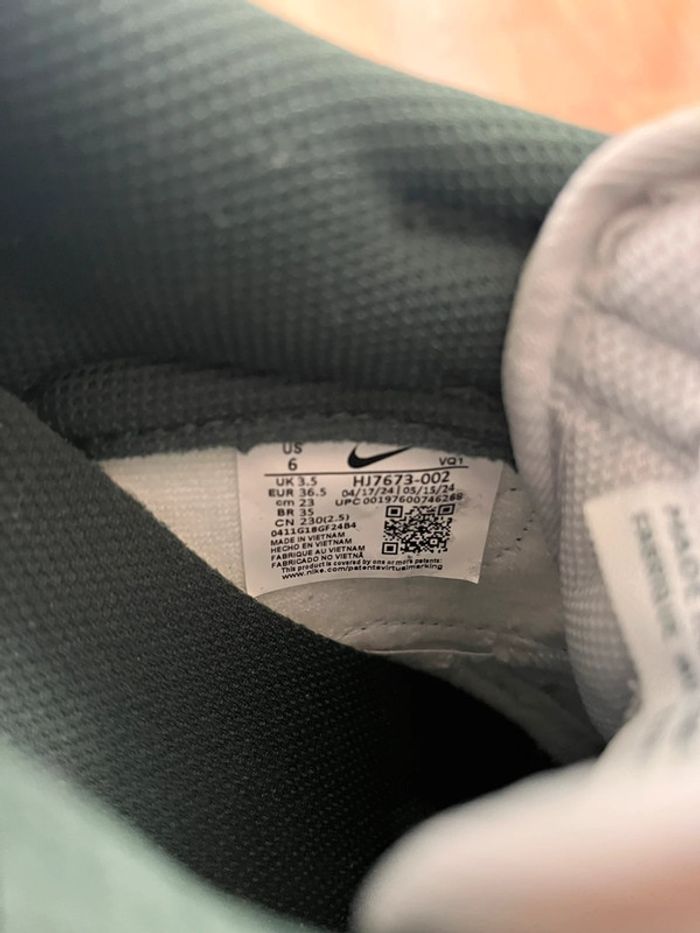 US
6
VQ1
UK 3.5
HJ7673-002
EUR 36.5
04/17/24 | 05/15/24
cm 23
UPC 00197600746268
BR 35
CN 230(2.5)
0411G18GF24B4
MADE IN VIETNAM
HECHO EN VIETNAM
FABRIQUE AU VIETNAM
FABRICADO NO VIETNÃ
This product is covered by one or more patents:
www.nike.com/patentsvirtualmarking